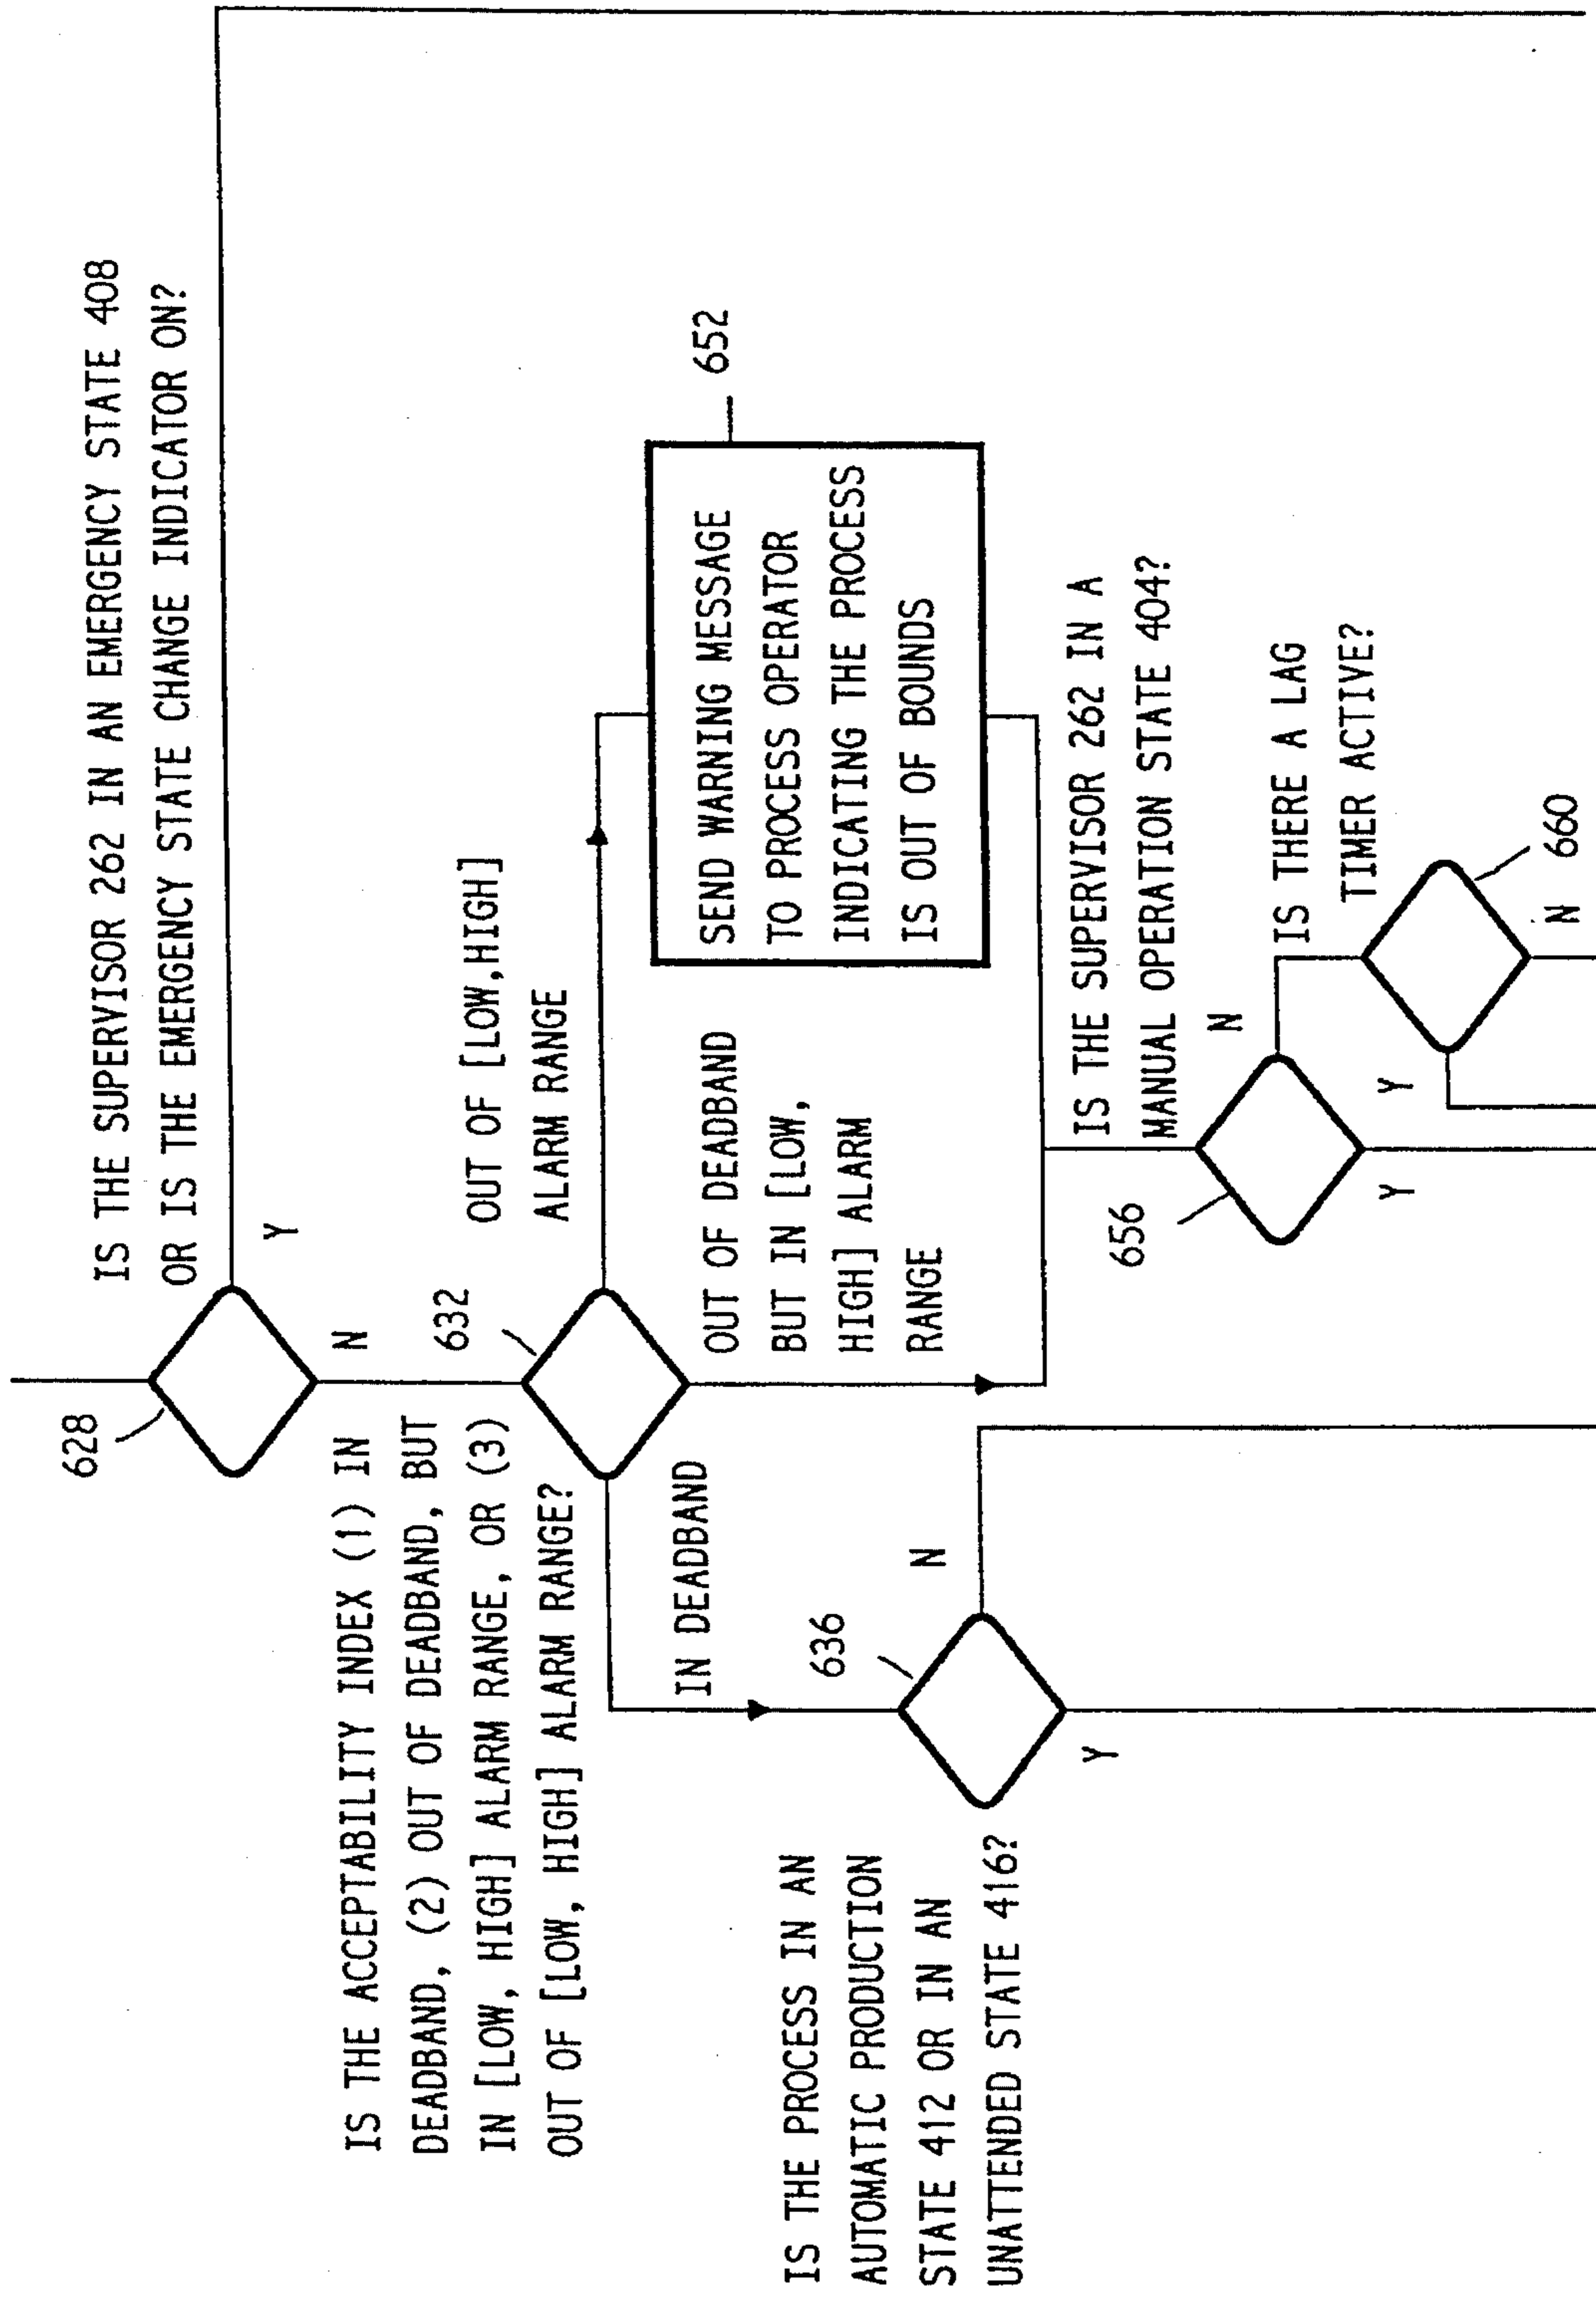 IS THE SUPERVISOR 262 IN AN EMERGENCY STATE 408
OR IS THE EMERGENCY STATE CHANGE INDICATOR ON?
628
Y
N
IS THE ACCEPTABILITY INDEX (1) IN
DEADBAND, (2) OUT OF DEADBAND, BUT
IN [LOW, HIGH] ALARM RANGE, OR (3)
OUT OF [LOW, HIGH] ALARM RANGE?
632
OUT OF [LOW,HIGH]
ALARM RANGE
652
SEND WARNING MESSAGE
TO PROCESS OPERATOR
INDICATING THE PROCESS
IS OUT OF BOUNDS
IN DEADBAND
OUT OF DEADBAND
BUT IN [LOW,
HIGH] ALARM
RANGE
IS THE PROCESS IN AN
AUTOMATIC PRODUCTION
STATE 412 OR IN AN
UNATTENDED STATE 416?
636
N
Y
IS THE SUPERVISOR 262 IN A
MANUAL OPERATION STATE 404?
656
N
Y
IS THERE A LAG
TIMER ACTIVE?
Y
660
N